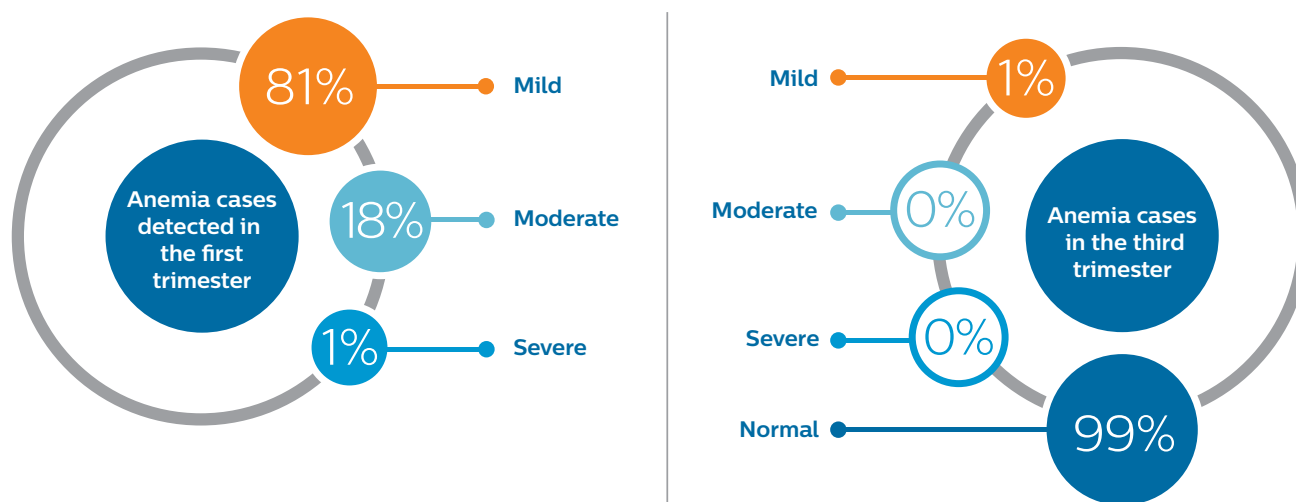 81%
Mild
Anemia cases
detected in
the first
trimester
18%
Moderate
1%
Severe
Mild
1%
Moderate
0%
Anemia cases
in the third
trimester
Severe
0%
Normal
99%